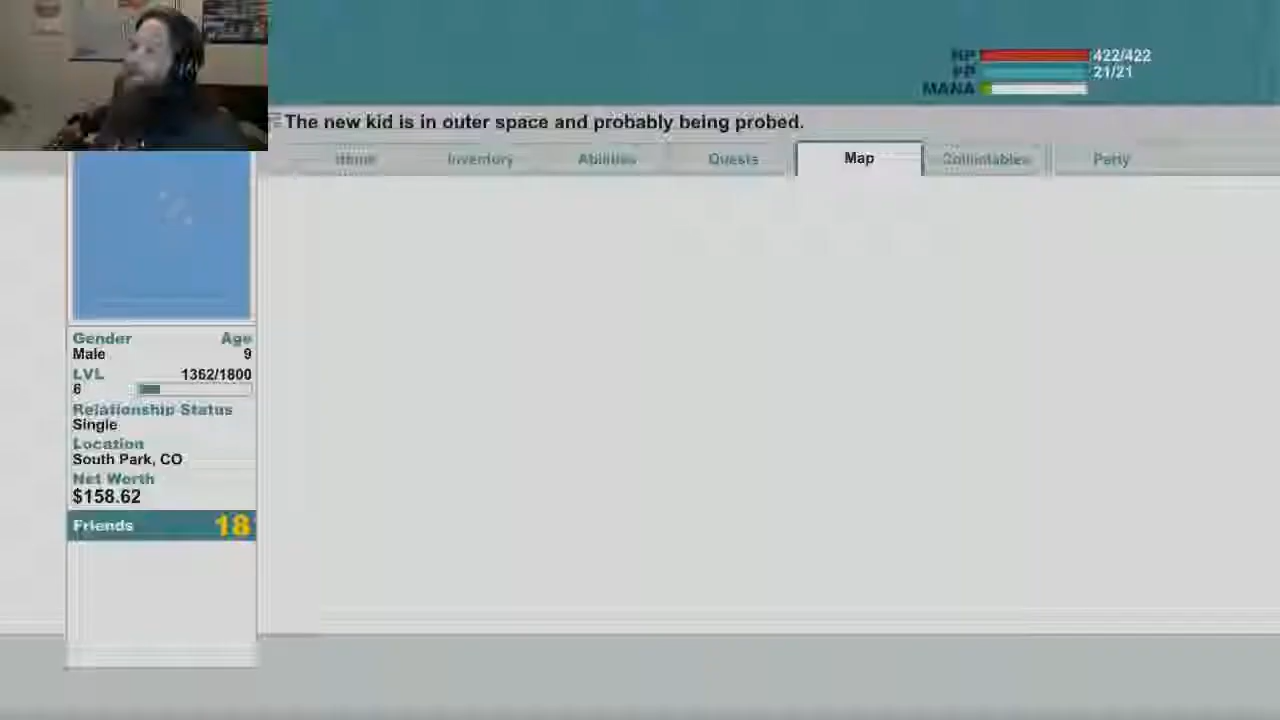 HP 422/422
PP 21/21
MANA
The new kid is in outer space and probably being probed.
Home Inventory Abilities Quests Map Collectables Party
Gender Age
Male 9
LVL 1362/1800
6
Relationship Status
Single
Location
South Park, CO
Net Worth
$158.62
Friends 18